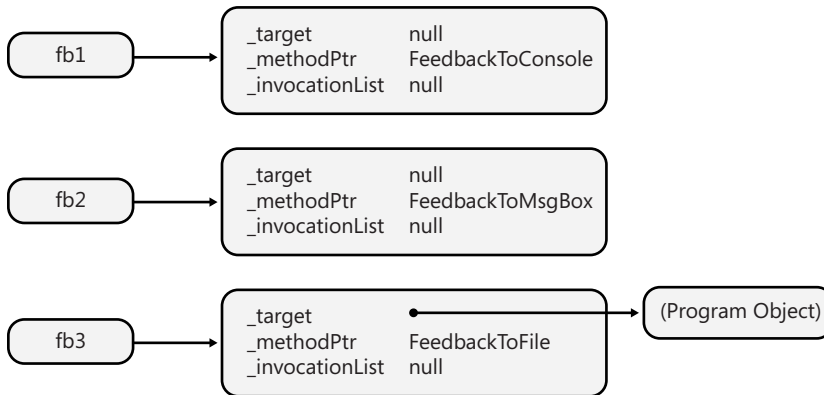 fb1
_target null
_methodPtr FeedbackToConsole
_invocationList null
fb2
_target null
_methodPtr FeedbackToMsgBox
_invocationList null
fb3
_target
(Program Object)
_methodPtr FeedbackToFile
_invocationList null